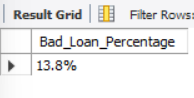 Result Grid Filter Rows:
Bad_Loan_Percentage
13.8%